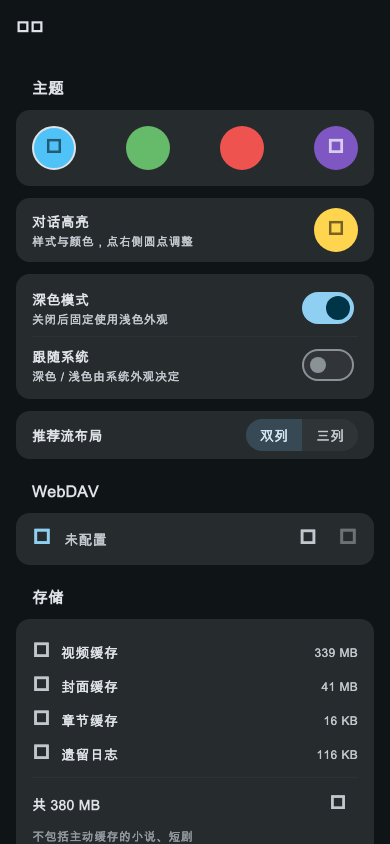 主题
对话高亮
样式与颜色，点右侧圆点调整
深色模式
关闭后固定使用浅色外观
跟随系统
深色 / 浅色由系统外观决定
推荐流布局
双列
三列
WebDAV
未配置
存储
视频缓存
339 MB
封面缓存
41 MB
章节缓存
16 KB
遗留日志
116 KB
共 380 MB
不包括主动缓存的小说、短剧